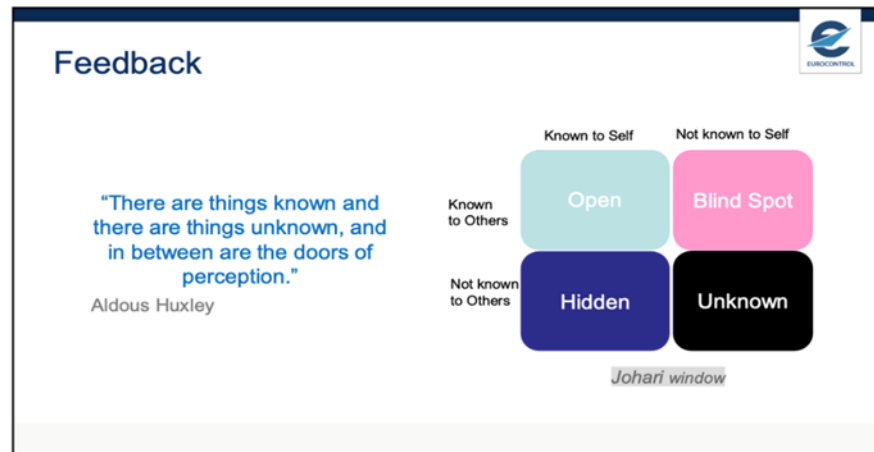 EUROCONTROL
Feedback
“There are things known and
there are things unknown, and
in between are the doors of
perception.”
Aldous Huxley
Known to Self
Not known to Self
Known
to Others
Open
Blind Spot
Not known
to Others
Hidden
Unknown
Johari window